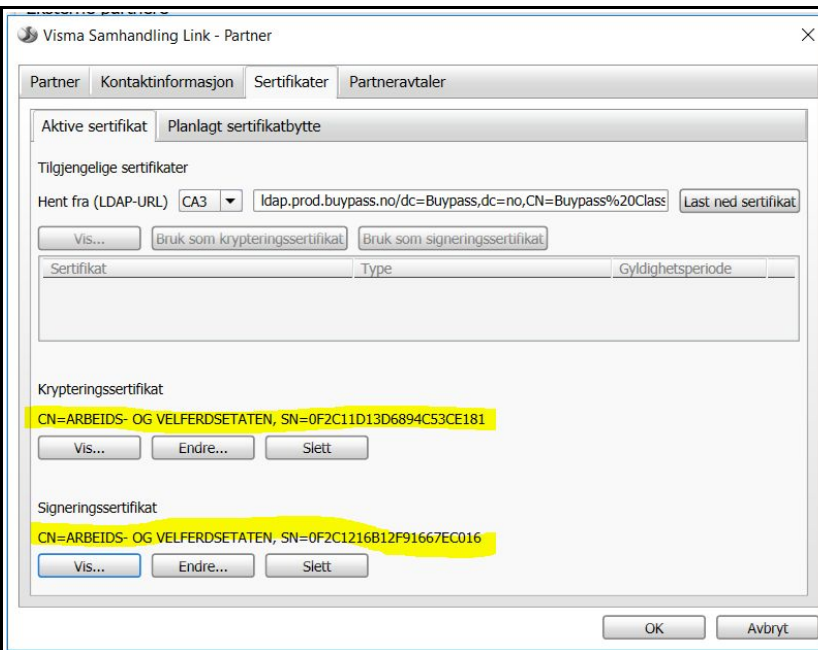 Visma Samhandling Link - Partner
Partner Kontaktinformasjon Sertifikater Partneravtaler
Aktive sertifikat Planlagt sertifikatbytte
Tilgjengelige sertifikater
Hent fra (LDAP-URL) CA3 ldap.prod.buypass.no/dc=Buypass,dc=no,CN=Buypass%20Class Last ned sertifikat
Vis... Bruk som krypteringssertifikat Bruk som signeringssertifikat
Sertifikat Type Gyldighetsperiode
Krypteringssertifikat
CN=ARBEIDS- OG VELFERDSETATEN, SN=0F2C11D13D6894C53CE181
Vis... Endre... Slett
Signeringssertifikat
CN=ARBEIDS- OG VELFERDSETATEN, SN=0F2C1216B12F91667EC016
Vis... Endre... Slett
OK Avbryt